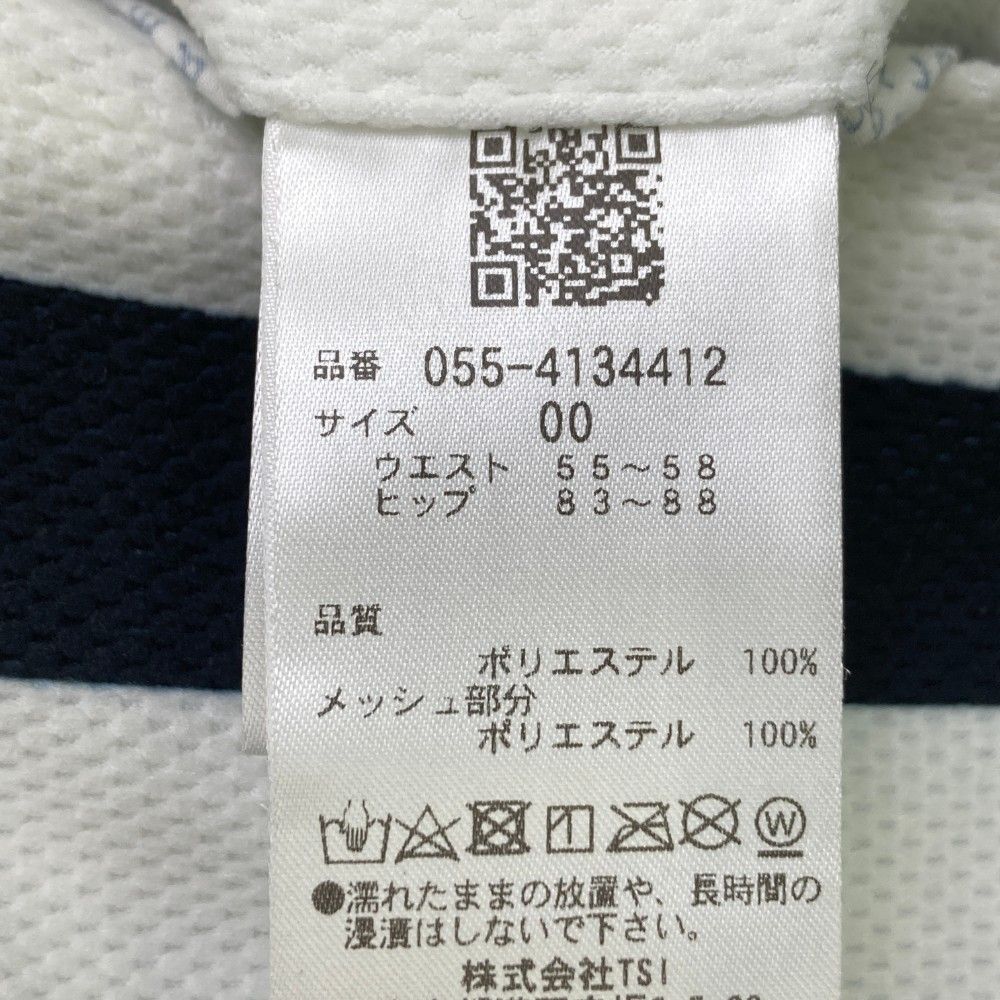 品番 055-4134412
サイズ 00
ウエスト 55～58
ヒップ 83～88
品質
ポリエステル 100%
メッシュ部分
ポリエステル 100%
W
●濡れたままの放置や、長時間の
浸漬はしないで下さい。
株式会社TSI